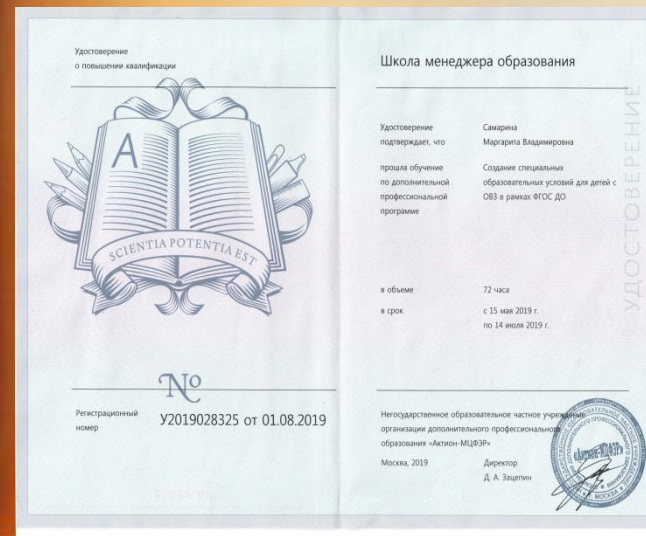 Удостоверение
о повышении квалификации
A
SCIENTIA POTENTIA EST
№
Регистрационный
номер
У2019028325 от 01.08.2019
Школа менеджера образования
Удостоверение
подтверждает, что
Самарина
Маргарита Владимировна
прошла обучение
по дополнительной
профессиональной
программе
Создание специальных
образовательных условий для детей с
ОВЗ в рамках ФГОС ДО
в объеме
72 часа
в срок
с 15 мая 2019 г.
по 14 июля 2019 г.
Негосударственное образовательное частное учреждение
организации дополнительного профессионального
образования «Актион-МЦФЭР»
Москва, 2019
Директор
Д. А. Зацепин
«Актион-МЦФЭР»
МОСКВА
УДОСТОВЕРЕНИЕ